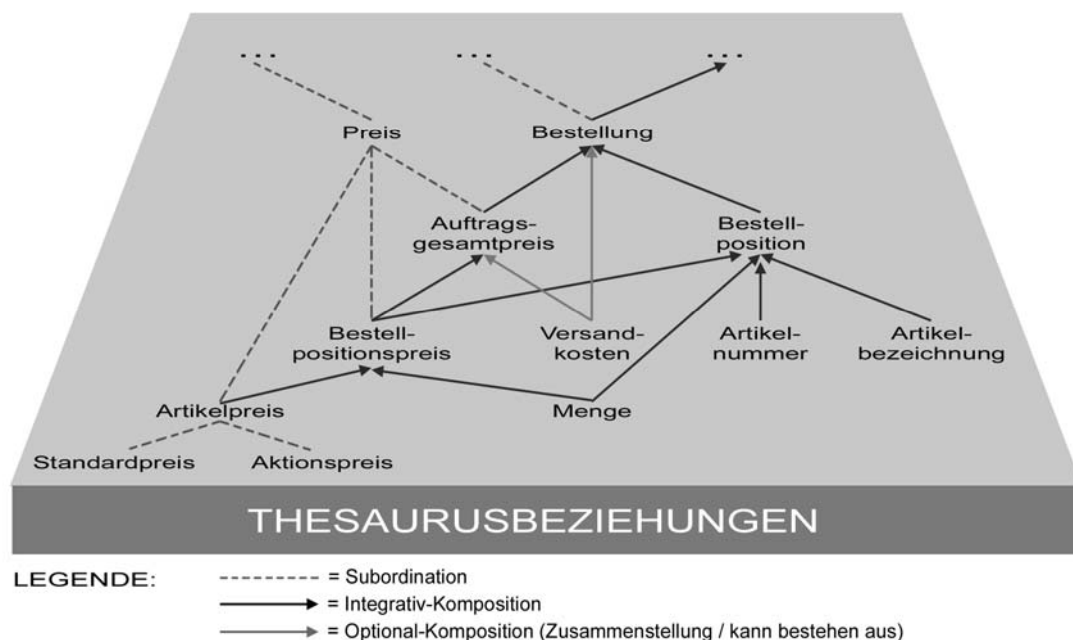 ... ... ...
Preis Bestellung
Auftrags-
gesamtpreis
Bestell-
position
Bestell-
positionspreis
Versand-
kosten
Artikel-
nummer
Artikel-
bezeichnung
Artikelpreis Menge
Standardpreis Aktionspreis
THESAURUSBEZIEHUNGEN
LEGENDE:
= Subordination
= Integrativ-Komposition
= Optional-Komposition (Zusammenstellung / kann bestehen aus)